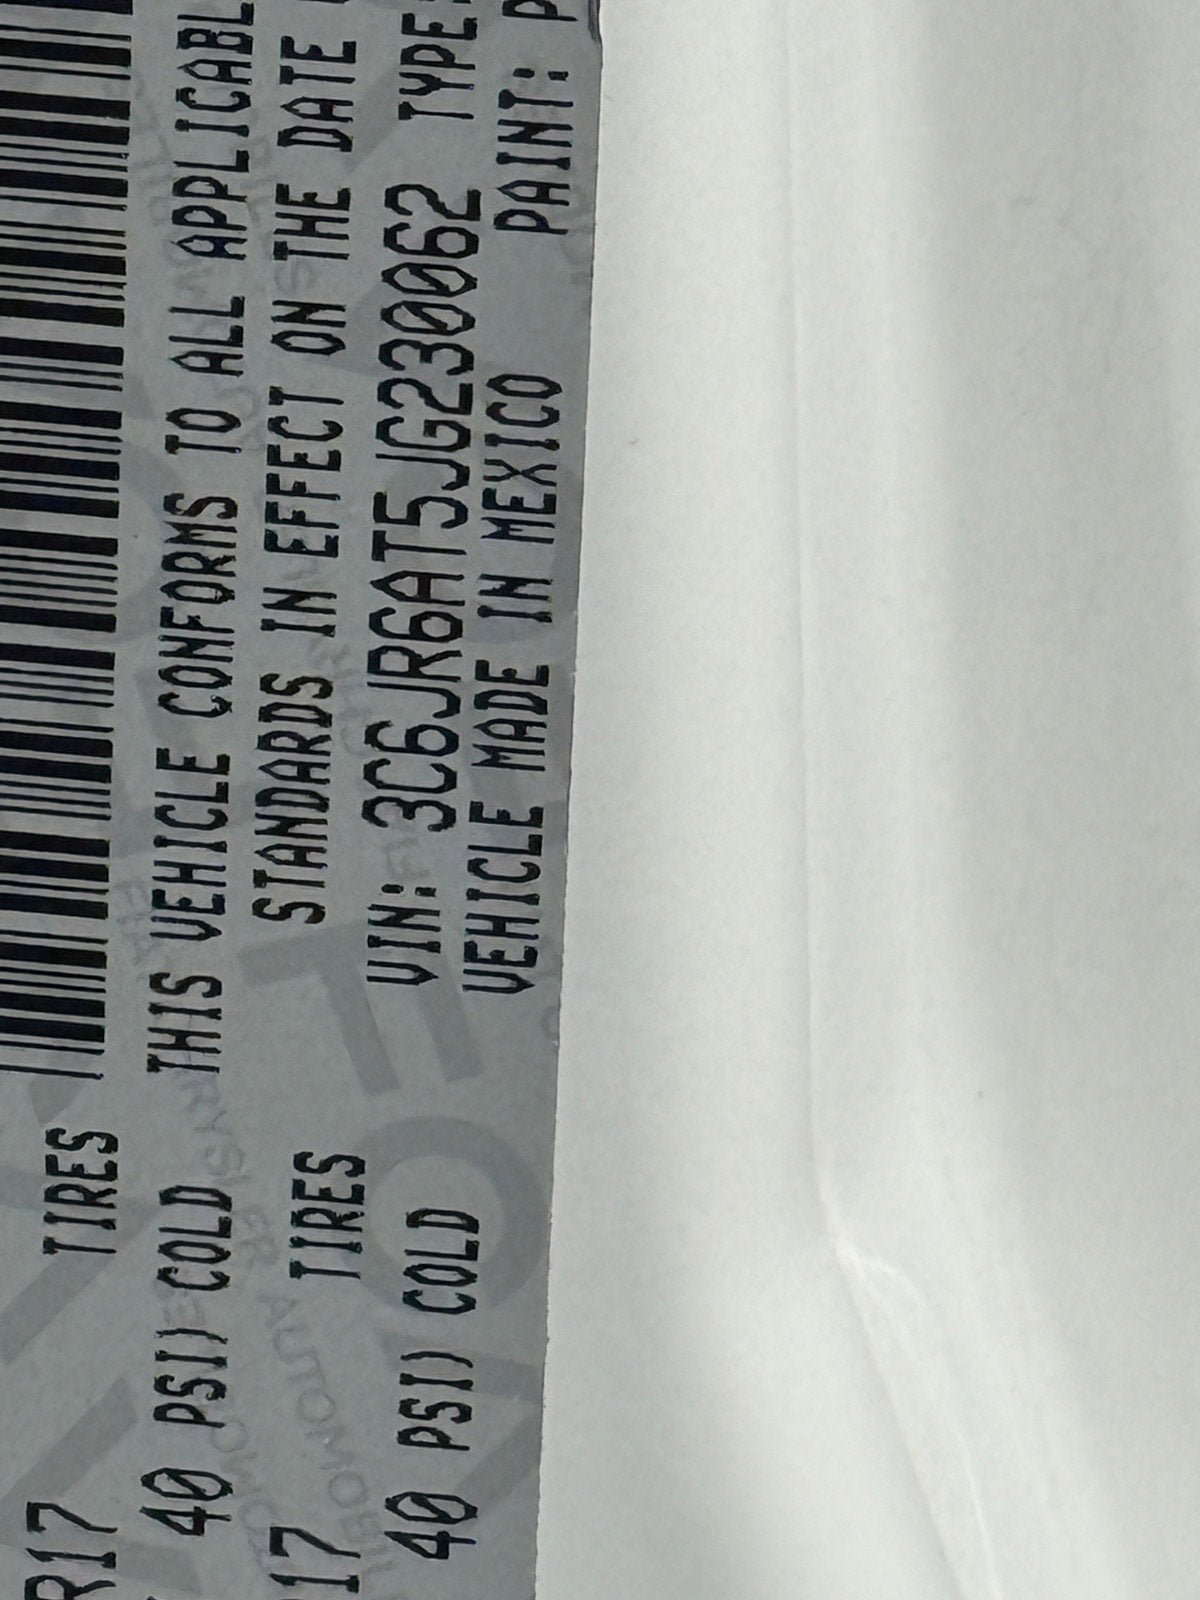 R17
TIRES
40 PSI) COLD
THIS VEHICLE CONFORMS TO ALL APPLICABL
17
TIRES
STANDARDS IN EFFECT ON THE DATE
40 PSI) COLD
VIN: 3C6JR6AT5JG230062 TYPE:
VEHICLE MADE IN MEXICO PAINT: P